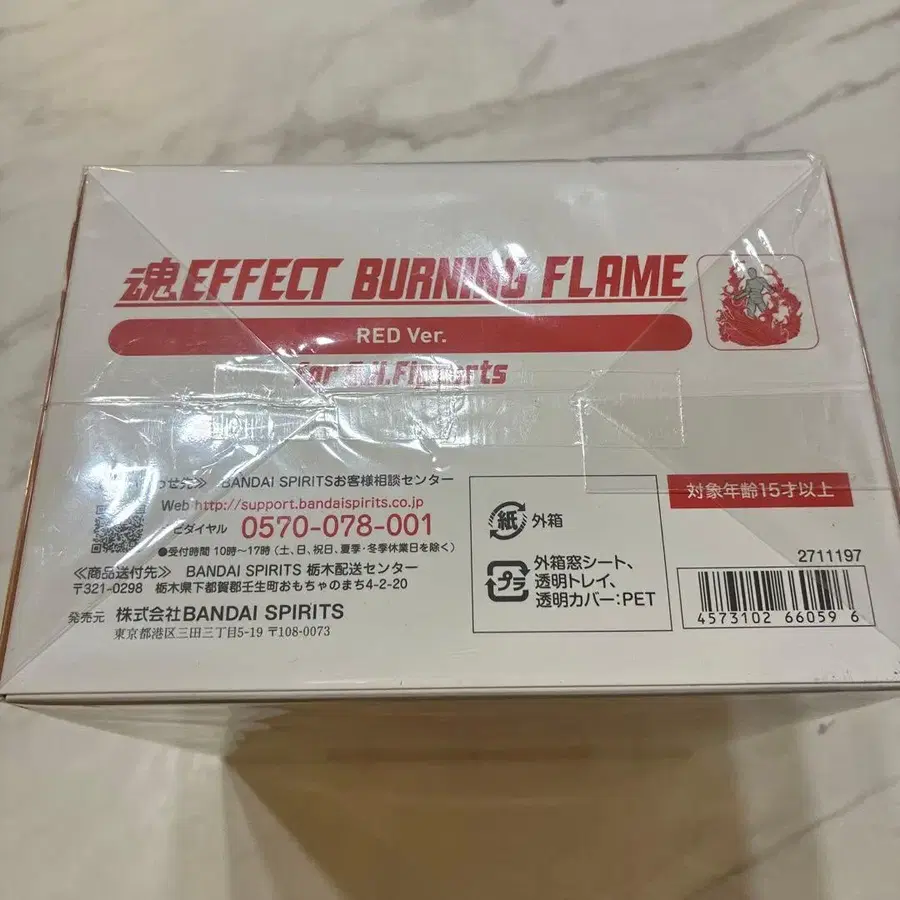 魂EFFECT BURNING FLAME
RED Ver.
for S.H.Figuarts
せ先≫ BANDAI SPIRITSお客様相談センター
Web http://support.bandaispirits.co.jp
ビダイヤル 0570-078-001
●受付時間 10時〜17時 (土、日、祝日、夏季・冬季休業日を除く)
≪商品送付先≫ BANDAI SPIRITS 栃木配送センター
〒321-0298 栃木県下都賀郡壬生町おもちゃのまち4-2-20
発売元 株式会社BANDAI SPIRITS
東京都港区三田三丁目5-19 〒108-0073
紙 外箱
プラ 外箱窓シート、
透明トレイ、
透明カバー:PET
対象年齢15才以上
2711197
4573102 66059 6